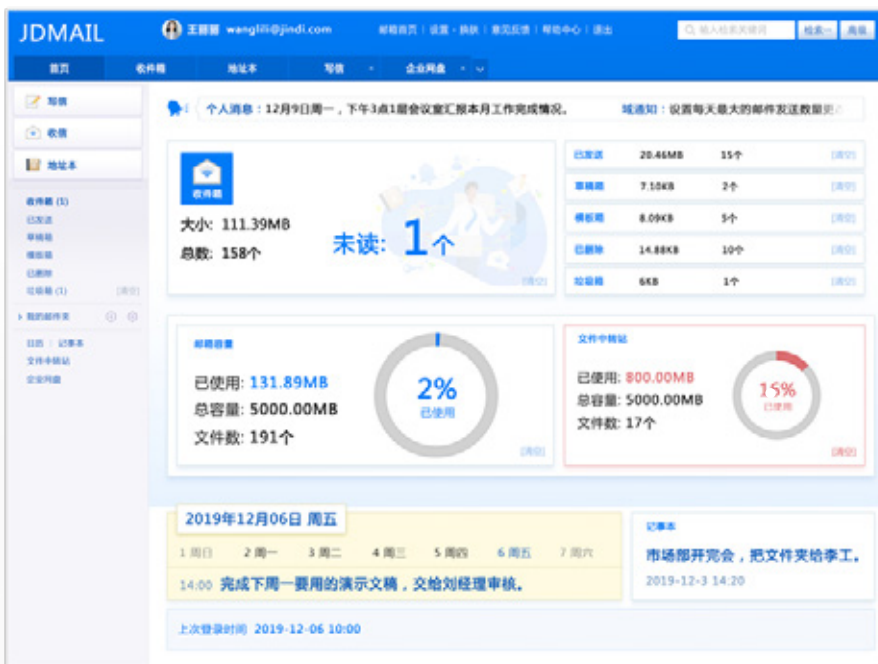 JDMAIL
王丽丽 wanglili@jindi.com
邮箱首页 | 设置 - 换肤 | 意见反馈 | 帮助中心 | 退出
输入检索关键词
检索
高级
首页 收件箱 地址本 写信 企业网盘
写信
收信
地址本
收件箱 (1)
已发送
草稿箱
模板箱
已删除
垃圾箱 (1) [清空]
我的邮件夹
日历 | 记事本
文件中转站
企业网盘
个人消息：12月9日周一，下午3点1层会议室汇报本月工作完成情况。
域通知：设置每天最大的邮件发送数量更
收件箱
大小: 111.39MB
总数: 158个
未读: 1个
[清空]
已发送 20.46MB 15个 [清空]
草稿箱 7.10KB 2个 [清空]
模板箱 8.09KB 5个 [清空]
已删除 14.88KB 10个 [清空]
垃圾箱 6KB 1个 [清空]
邮箱容量
已使用: 131.89MB
总容量: 5000.00MB
文件数: 191个
2%
已使用
[清空]
文件中转站
已使用: 800.00MB
总容量: 5000.00MB
文件数: 17个
15%
已使用
[清空]
2019年12月06日 周五
1 周日 2 周一 3 周二 4 周三 5 周四 6 周五 7 周六
14:00 完成下周一要用的演示文稿，交给刘经理审核。
记事本
市场部开完会，把文件夹给李工。
2019-12-3 14:20
上次登录时间 2019-12-06 10:00